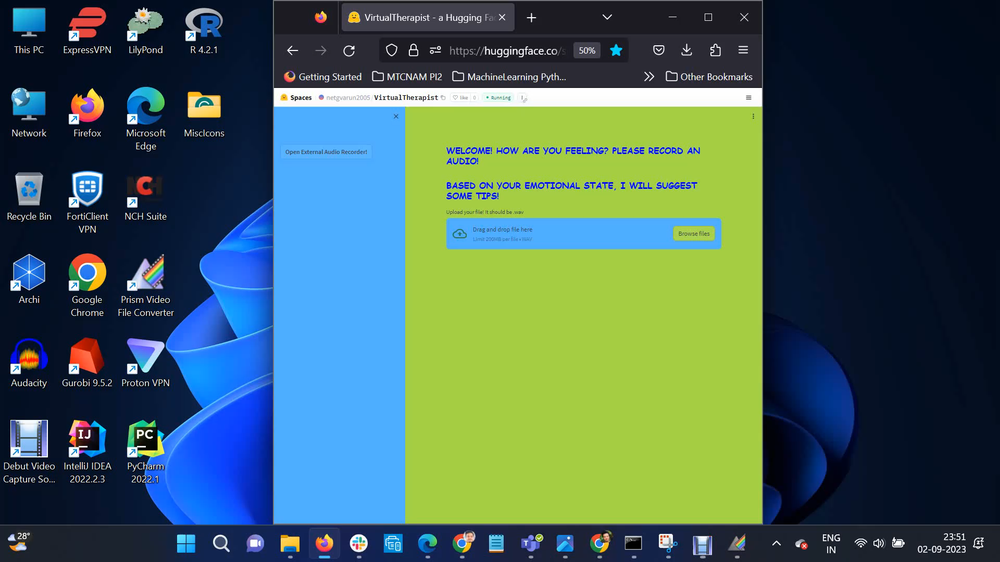 This PC
ExpressVPN
LilyPond
R 4.2.1
Network
Firefox
Microsoft
Edge
MiscIcons
Recycle Bin
FortiClient
VPN
NCH
NCH Suite
Archi
Google
Chrome
Prism Video
File Converter
Audacity
Gurobi 9.5.2
Proton VPN
IJ
PC
Debut Video
Capture So...
IntelliJ IDEA
2022.2.3
PyCharm
2022.1
VirtualTherapist - a Hugging Fa
https://huggingface.co/s
50%
Getting Started
MTCNAM PI2
MachineLearning Pyth...
Other Bookmarks
Spaces
netgvarun2005/VirtualTherapist
like 0
Running
Open External Audio Recorder!
WELCOME! HOW ARE YOU FEELING? PLEASE RECORD AN
AUDIO!
BASED ON YOUR EMOTIONAL STATE, I WILL SUGGEST
SOME TIPS!
Upload your file! It should be .wav
Drag and drop file here
Limit 200MB per file • WAV
Browse files
28°
ENG
IN
23:51
02-09-2023